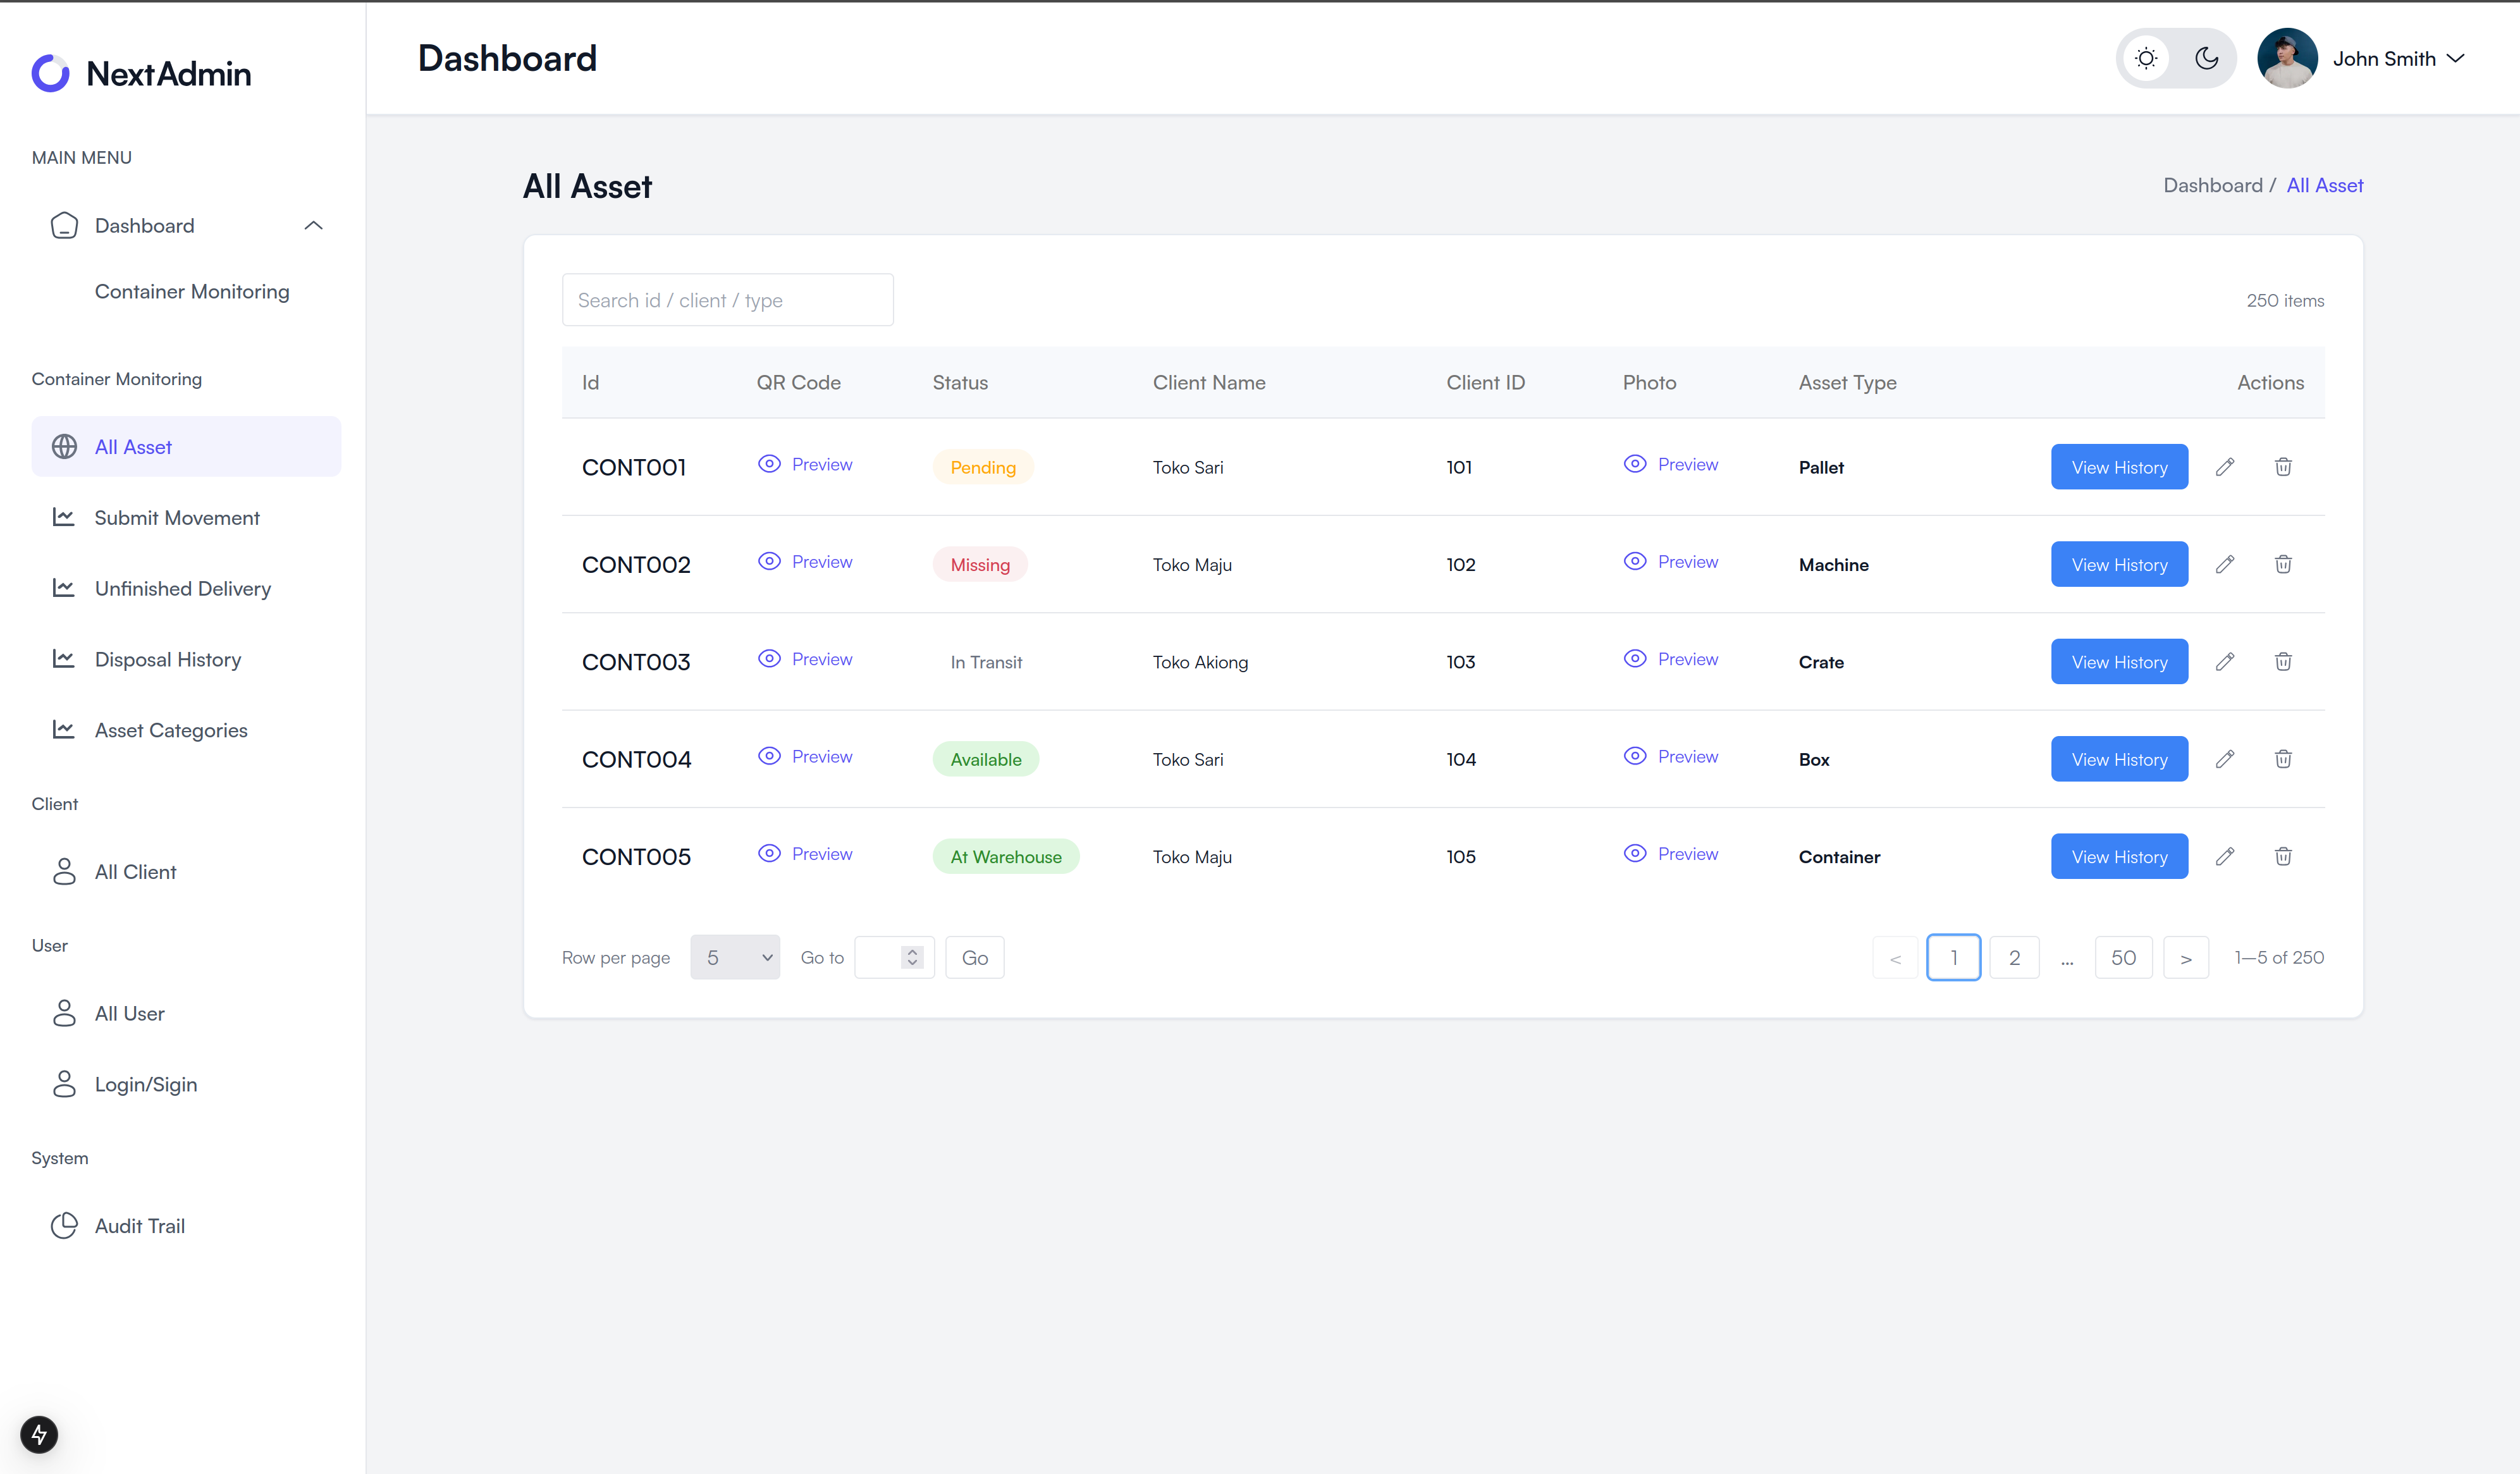 NextAdmin
MAIN MENU
Dashboard
Container Monitoring
Container Monitoring
All Asset
Submit Movement
Unfinished Delivery
Disposal History
Asset Categories
Client
All Client
User
All User
Login/Sigin
System
Audit Trail
Dashboard
John Smith
All Asset
Dashboard / All Asset
Search id / client / type
250 items
Id QR Code Status Client Name Client ID Photo Asset Type Actions
CONT001 Preview Pending Toko Sari 101 Preview Pallet View History
CONT002 Preview Missing Toko Maju 102 Preview Machine View History
CONT003 Preview In Transit Toko Akiong 103 Preview Crate View History
CONT004 Preview Available Toko Sari 104 Preview Box View History
CONT005 Preview At Warehouse Toko Maju 105 Preview Container View History
Row per page 5 Go to Go < 1 2 ... 50 > 1—5 of 250